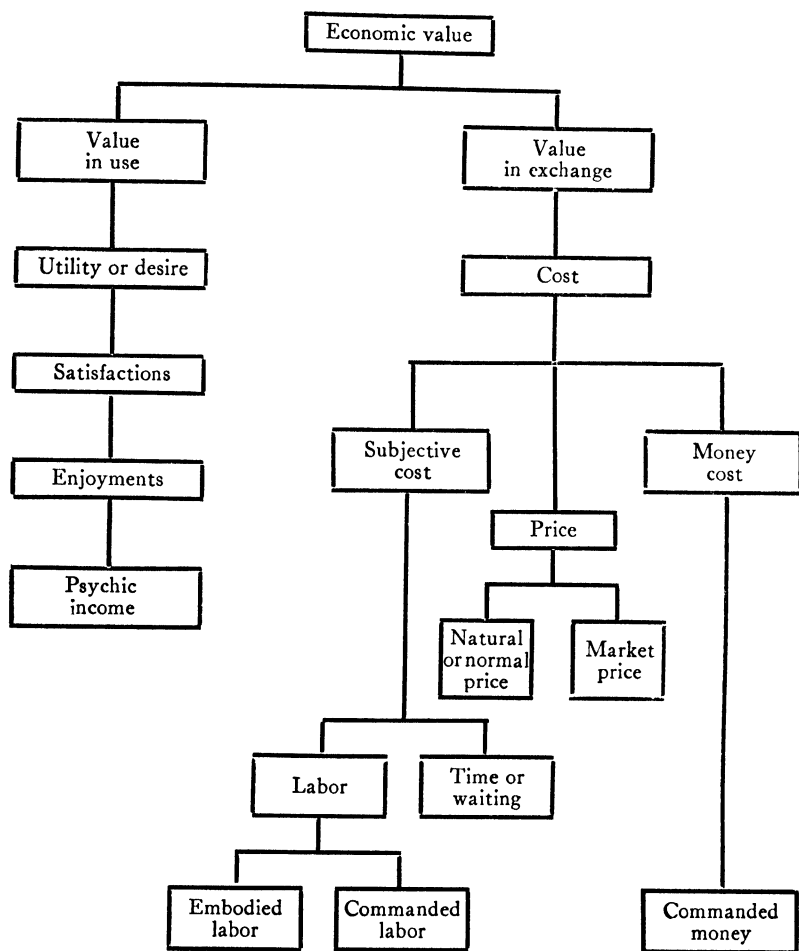 Economic value
Value
in use
Value
in exchange
Utility or desire
Cost
Satisfactions
Subjective
cost
Money
cost
Enjoyments
Price
Psychic
income
Natural
or normal
price
Market
price
Labor
Time or
waiting
Embodied
labor
Commanded
labor
Commanded
money